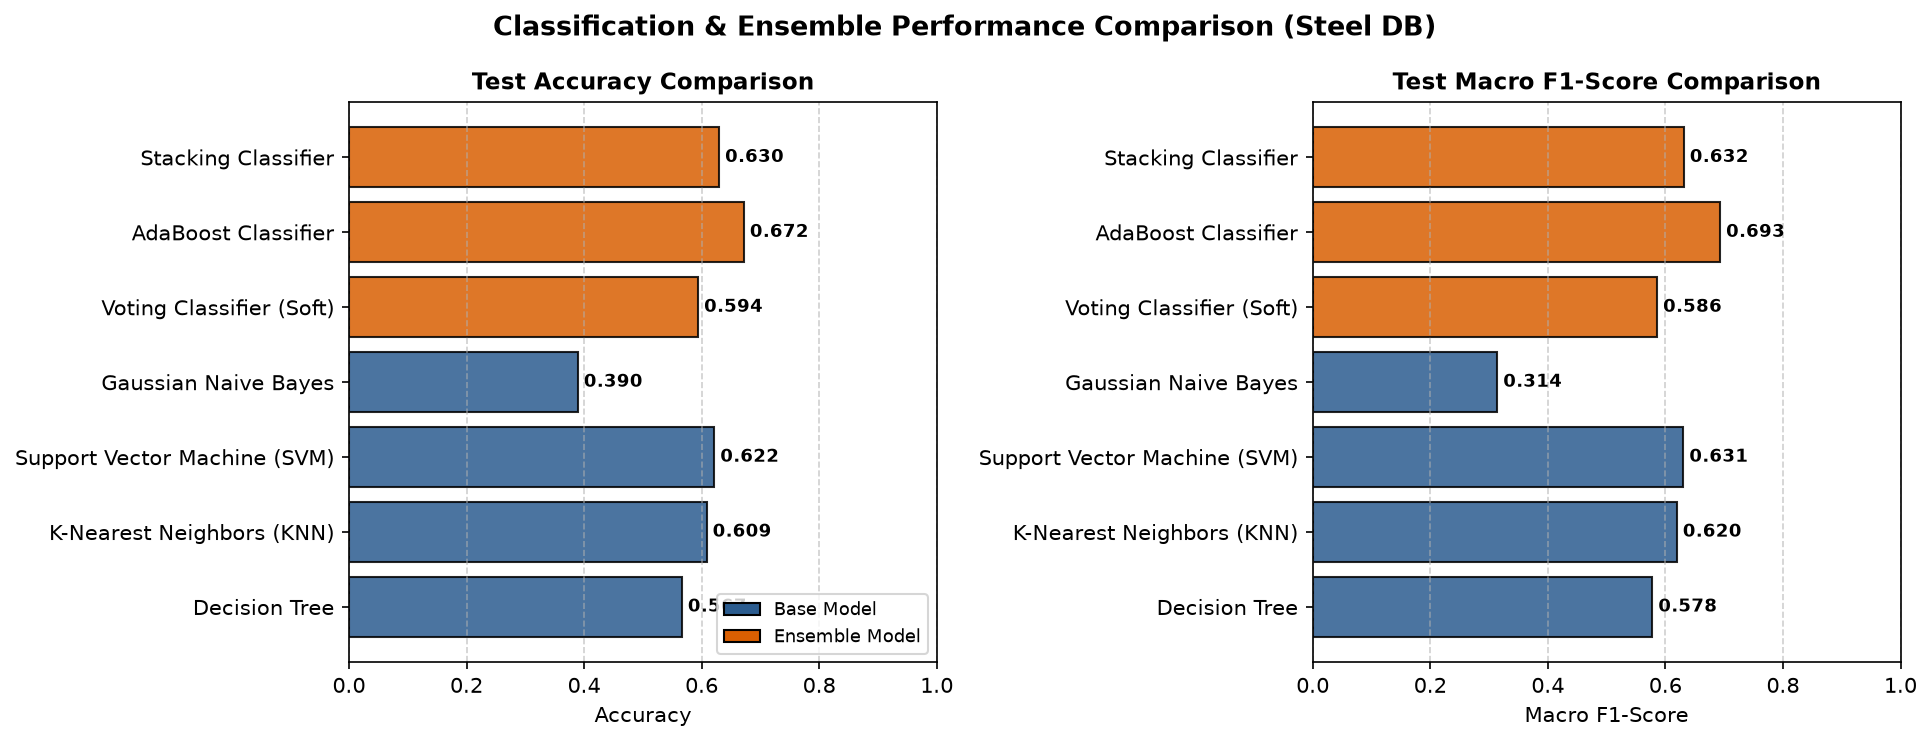 Classification & Ensemble Performance Comparison (Steel DB)
Test Accuracy Comparison
Stacking Classifier
0.630
AdaBoost Classifier
0.672
Voting Classifier (Soft)
0.594
Gaussian Naive Bayes
0.390
Support Vector Machine (SVM)
0.622
K-Nearest Neighbors (KNN)
0.609
Decision Tree
Base Model
Ensemble Model
0.0 0.2 0.4 0.6 0.8 1.0
Accuracy
Test Macro F1-Score Comparison
Stacking Classifier
0.632
AdaBoost Classifier
0.693
Voting Classifier (Soft)
0.586
Gaussian Naive Bayes
0.314
Support Vector Machine (SVM)
0.631
K-Nearest Neighbors (KNN)
0.620
Decision Tree
0.578
0.0 0.2 0.4 0.6 0.8 1.0
Macro F1-Score